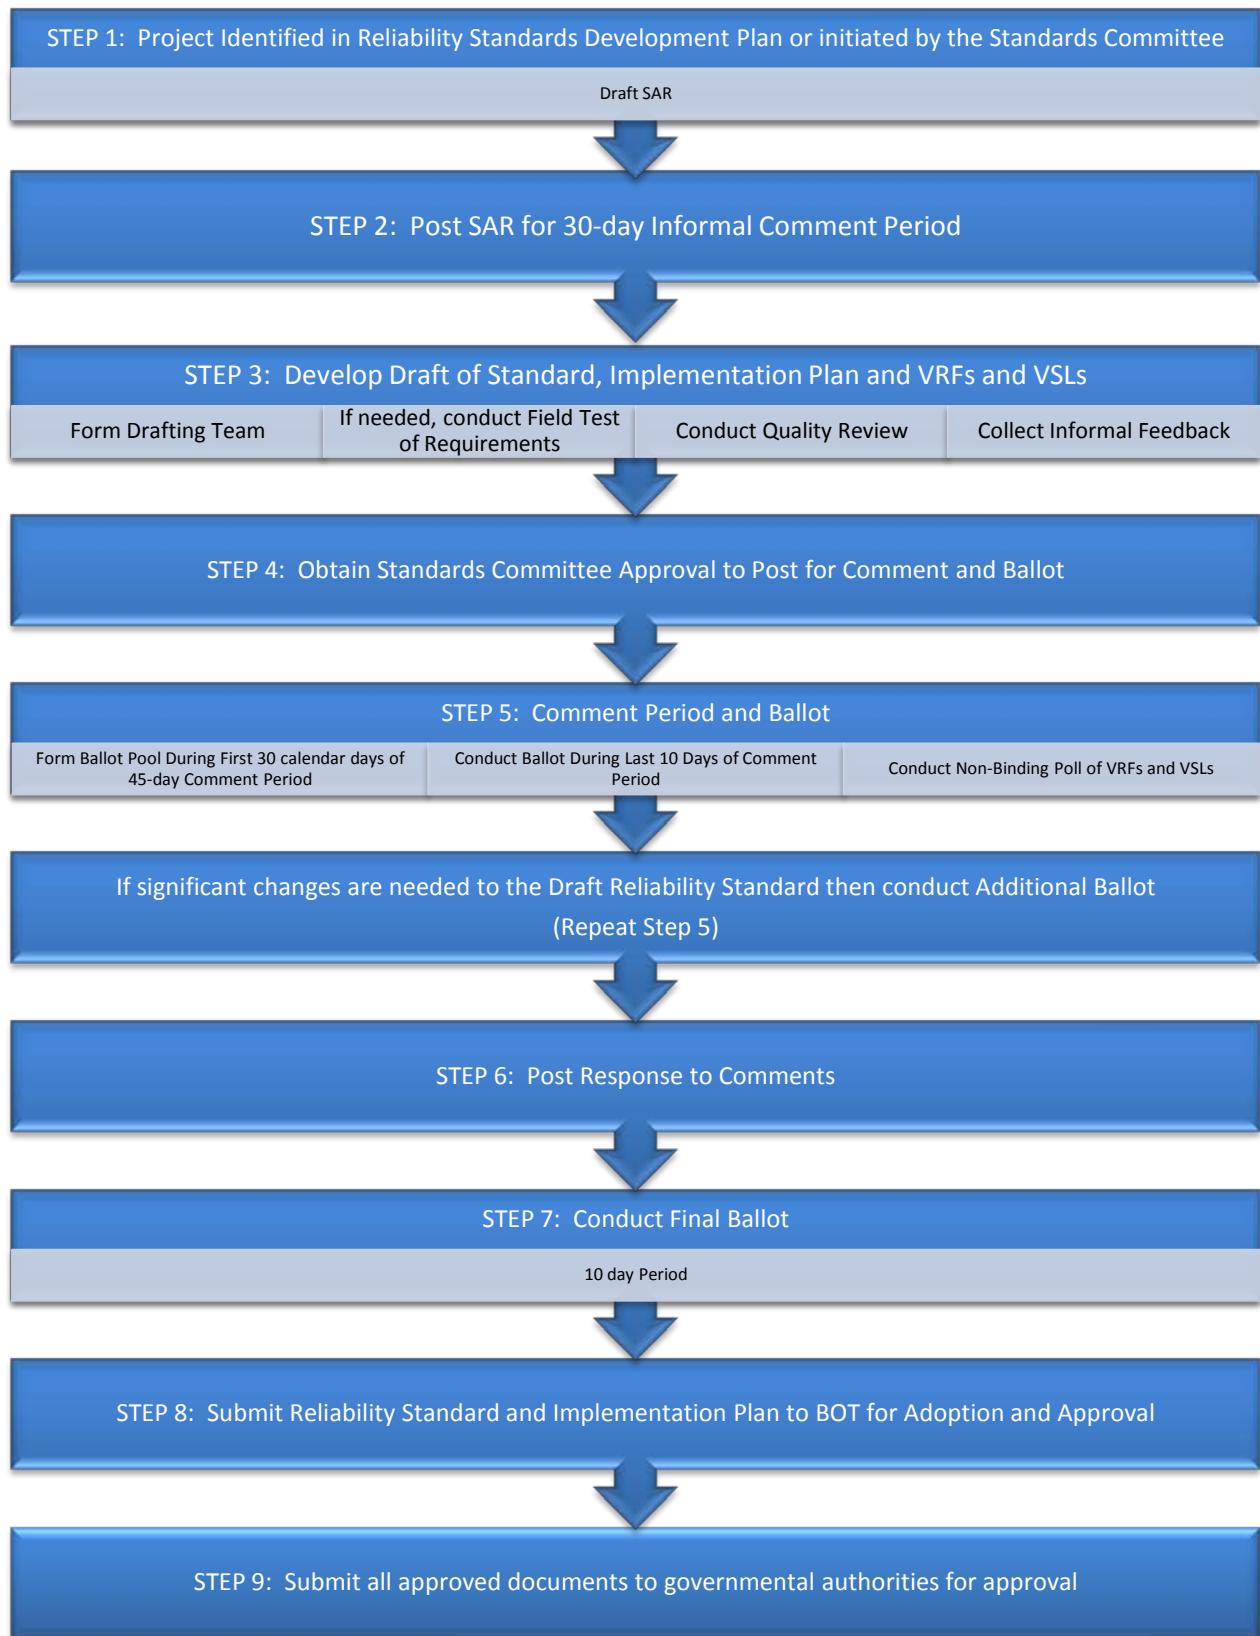 STEP 1:  Project Identified in Reliability Standards Development Plan or initiated by the Standards Committee
Draft SAR
STEP 2:  Post SAR for 30-day Informal Comment Period
STEP 3:  Develop Draft of Standard, Implementation Plan and VRFs and VSLs
Form Drafting Team
If needed, conduct Field Test
of Requirements
Conduct Quality Review
Collect Informal Feedback
STEP 4:  Obtain Standards Committee Approval to Post for Comment and Ballot
STEP 5:  Comment Period and Ballot
Form Ballot Pool During First 30 calendar days of
45-day Comment Period
Conduct Ballot During Last 10 Days of Comment
Period
Conduct Non-Binding Poll of VRFs and VSLs
If significant changes are needed to the Draft Reliability Standard then conduct Additional Ballot
(Repeat Step 5)
STEP 6:  Post Response to Comments
STEP 7:  Conduct Final Ballot
10 day Period
STEP 8:  Submit Reliability Standard and Implementation Plan to BOT for Adoption and Approval
STEP 9:  Submit all approved documents to governmental authorities for approval